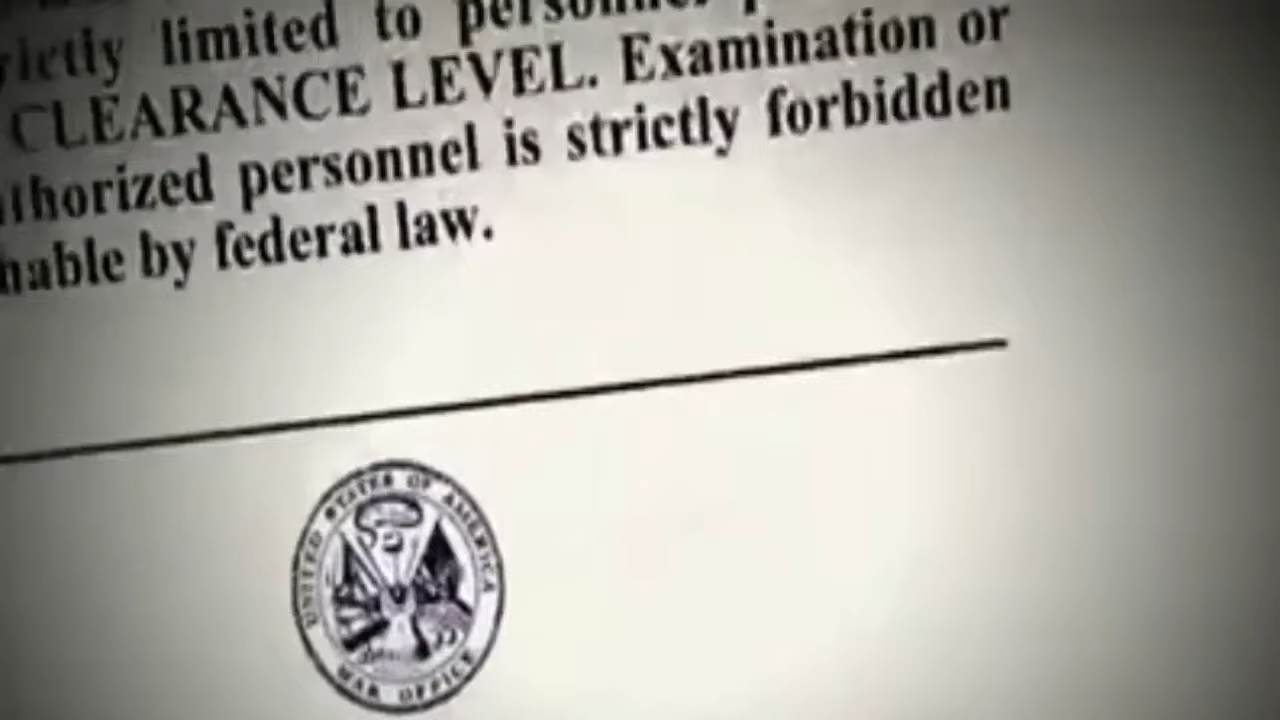 limited to
CLEARANCE LEVEL. Examination or
personnel is strictly forbidden
by federal law.
UNITED STATES OF AMERICA
WAR OFFICE